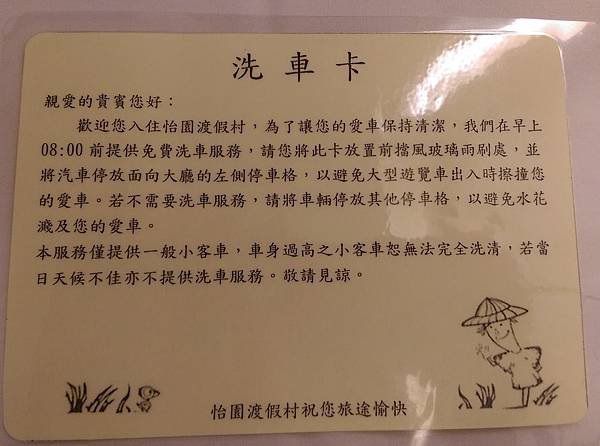 洗車卡
親愛的貴賓您好：
歡迎您入住怡園渡假村，為了讓您的愛車保持清潔，我們在早上
08:00 前提供免費洗車服務，請您將此卡放置前擋風玻璃雨刷處，並
將汽車停放面向大廳的左側停車格，以避免大型遊覽車出入時擦撞您
的愛車。若不需要洗車服務，請將車輛停放其他停車格，以避免水花
濺及您的愛車。
本服務僅提供一般小客車，車身過高之小客車恕無法完全洗清，若當
日天候不佳亦不提供洗車服務。敬請見諒。
怡園渡假村祝您旅途愉快